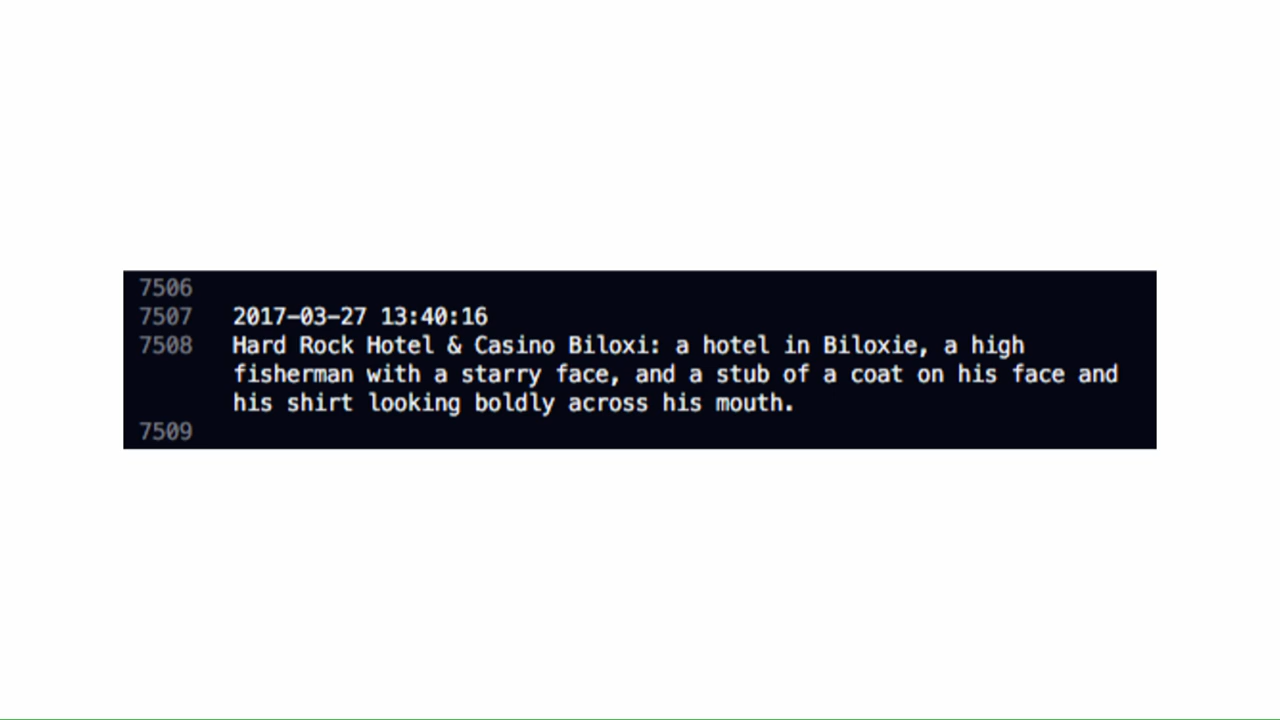 7506
7507 2017-03-27 13:40:16
7508 Hard Rock Hotel & Casino Biloxi: a hotel in Biloxie, a high
fisherman with a starry face, and a stub of a coat on his face and
his shirt looking boldly across his mouth.
7509